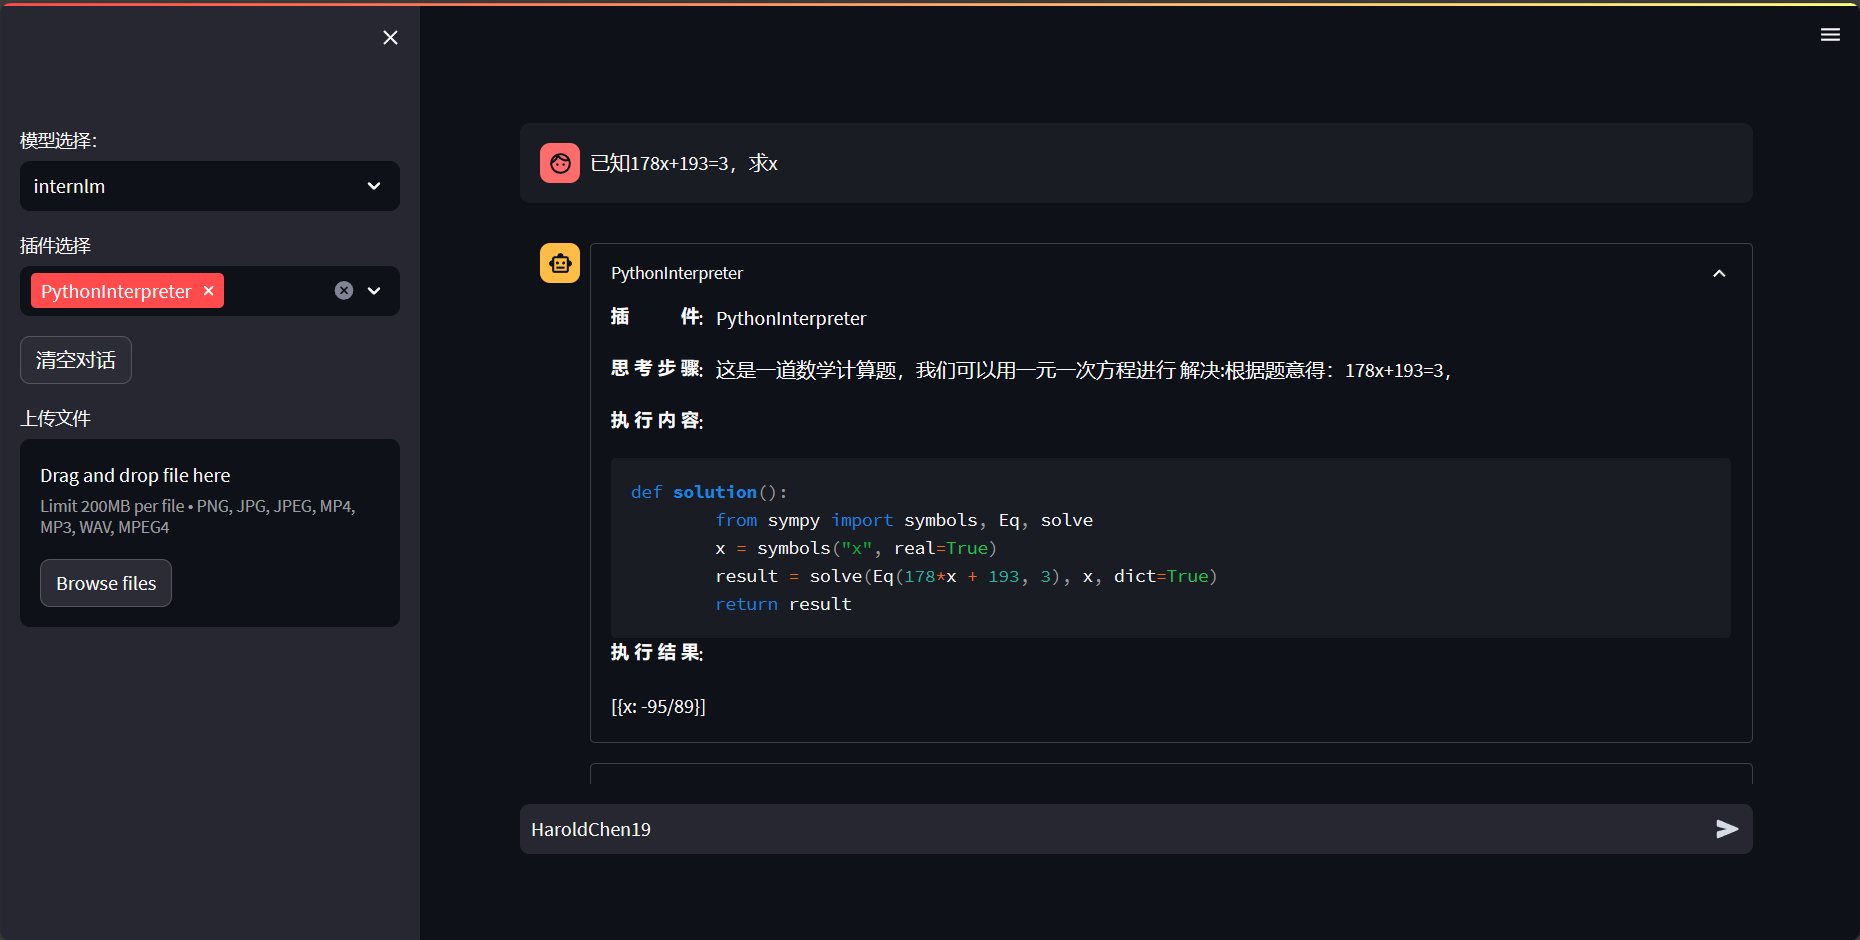 模型选择：
internlm
插件选择
PythonInterpreter
清空对话
上传文件
Drag and drop file here
Limit 200MB per file • PNG, JPG, JPEG, MP4,
MP3, WAV, MPEG4
Browse files
已知178x+193=3，求x
PythonInterpreter
插 件: PythonInterpreter
思 考 步 骤: 这是一道数学计算题，我们可以用一元一次方程进行 解决:根据题意得：178x+193=3，
执 行 内 容:
def solution():
from sympy import symbols, Eq, solve
x = symbols("x", real=True)
result = solve(Eq(178*x + 193, 3), x, dict=True)
return result
执 行 结 果:
[{x: -95/89}]
HaroldChen19